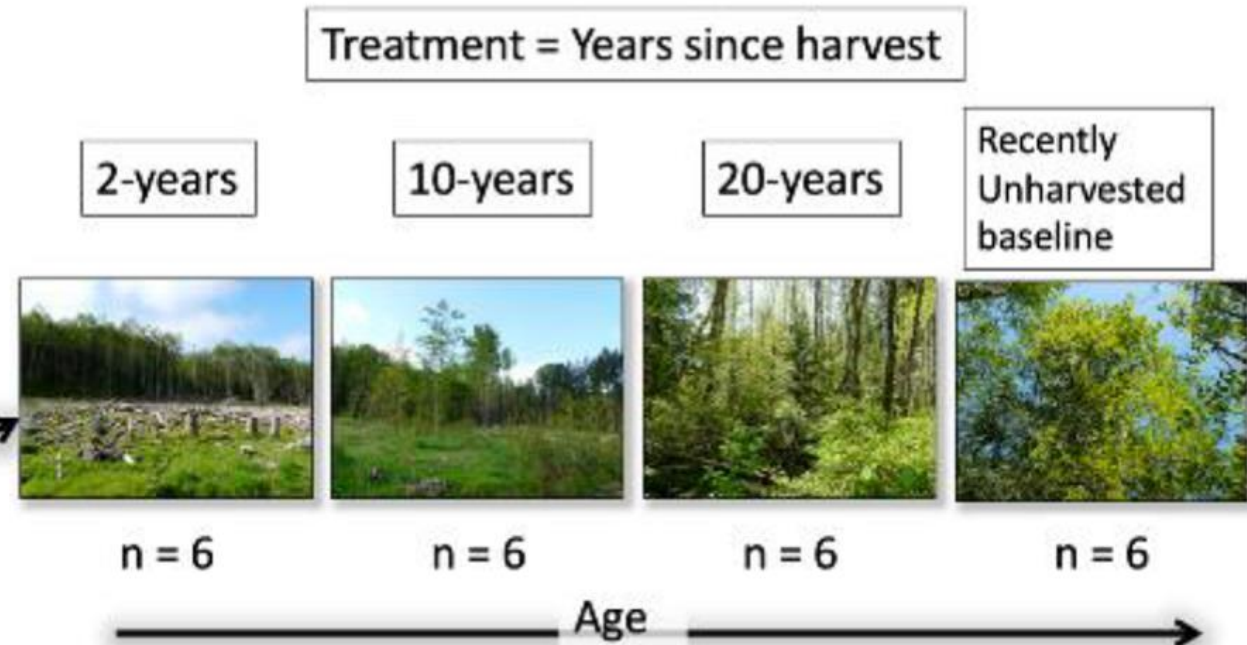 Treatment = Years since harvest
2-years
10-years
20-years
Recently
Unharvested
baseline
n = 6
n = 6
n = 6
n = 6
Age